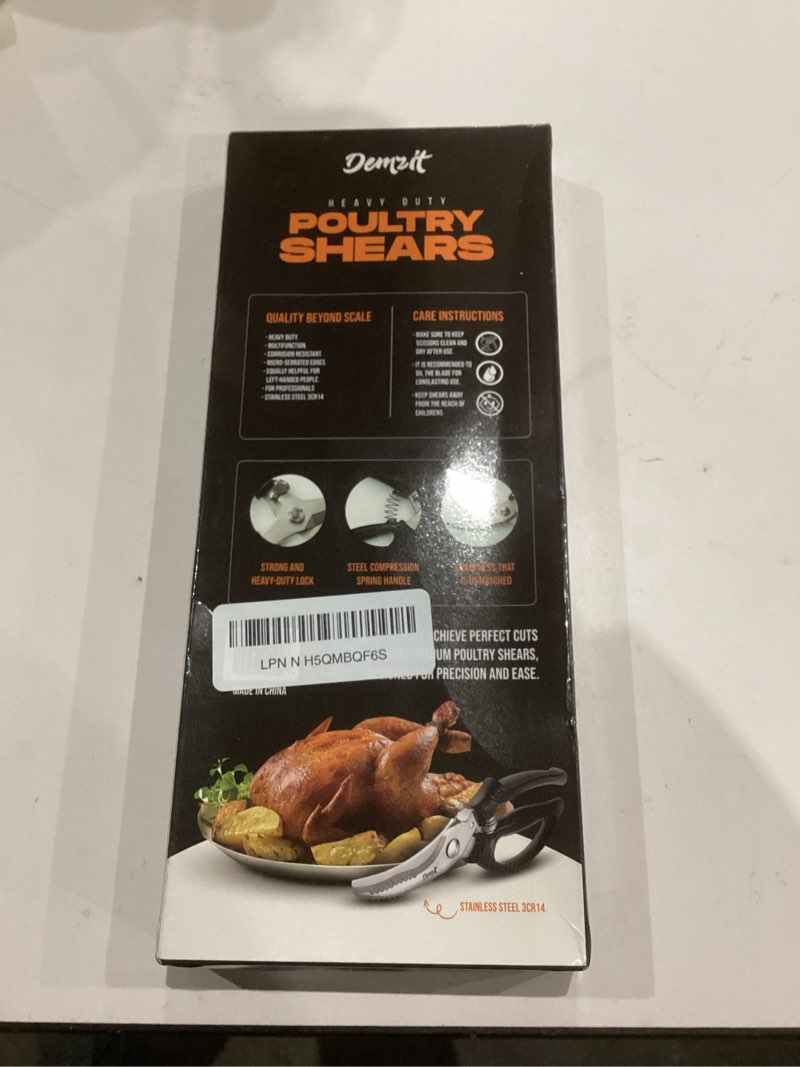 Demzit
HEAVY DUTY
POULTRY
SHEARS
QUALITY BEYOND SCALE
• HEAVY DUTY
• MULTIFUNCTION
• CORROSION RESISTANT
• MICRO-SERRATED EDGES
• EQUALLY HELPFUL FOR
LEFT-HANDED PEOPLE
• FOR PROFESSIONALS
• STAINLESS STEEL 3CR14
CARE INSTRUCTIONS
• MAKE SURE TO KEEP
SCISSORS CLEAN AND
DRY AFTER USE.
• IT IS RECOMMENDED TO
OIL THE BLADE FOR
LONGLASTING USE.
• KEEP SHEARS AWAY
FROM THE REACH OF
CHILDRENS.
STRONG AND
HEAVY-DUTY LOCK
STEEL COMPRESSION
SPRING HANDLE
THAT
CHIEVE PERFECT CUTS
POULTRY SHEARS,
FOR PRECISION AND EASE.
LPN N H5QMBQF6S
MADE IN CHINA
Demzit
STAINLESS STEEL 3CR14.